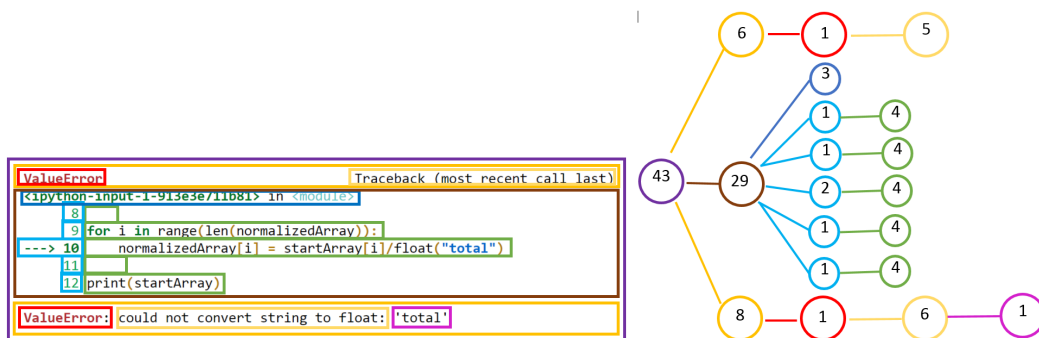 ValueError Traceback (most recent call last)
<ipython-input-1-913e3e711b81> in <module>
8
9 for i in range(len(normalizedArray)):
---> 10 normalizedArray[i] = startArray[i]/float("total")
11
12 print(startArray)
ValueError: could not convert string to float: 'total'
6 1 5
3
1 4
1 4
43 29 2 4
1 4
1 4
8 1 6 1